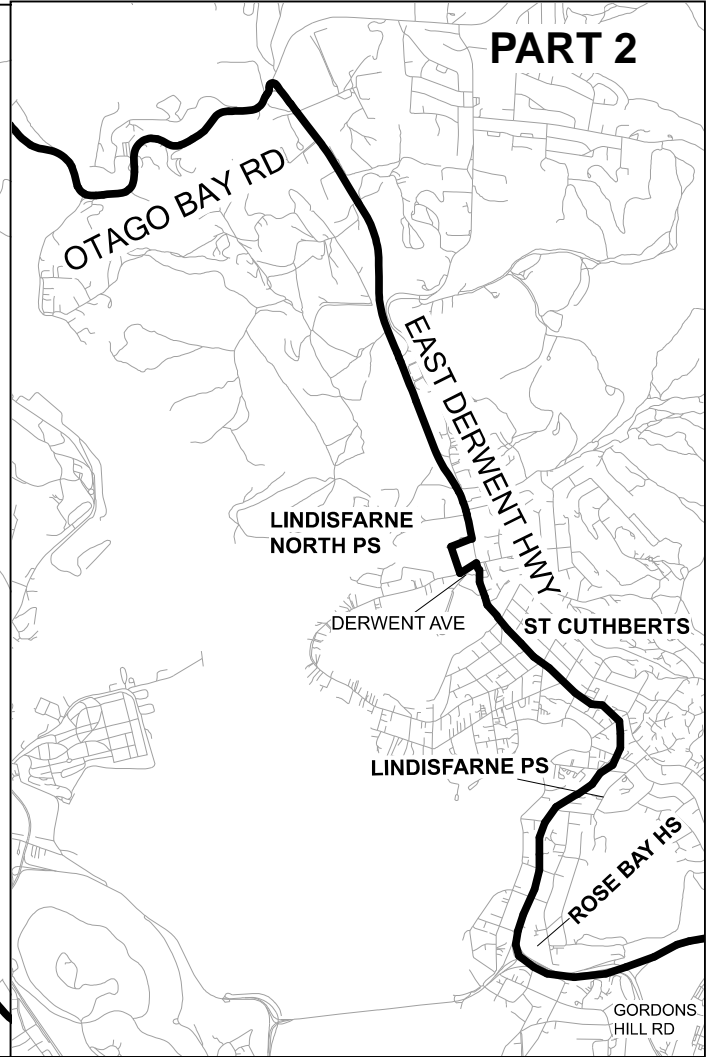 PART 2
OTAGO BAY RD
EAST DERWENT HWY
LINDISFARNE
NORTH PS
DERWENT AVE
ST CUTHBERTS
LINDISFARNE PS
ROSE BAY HS
GORDONS
HILL RD